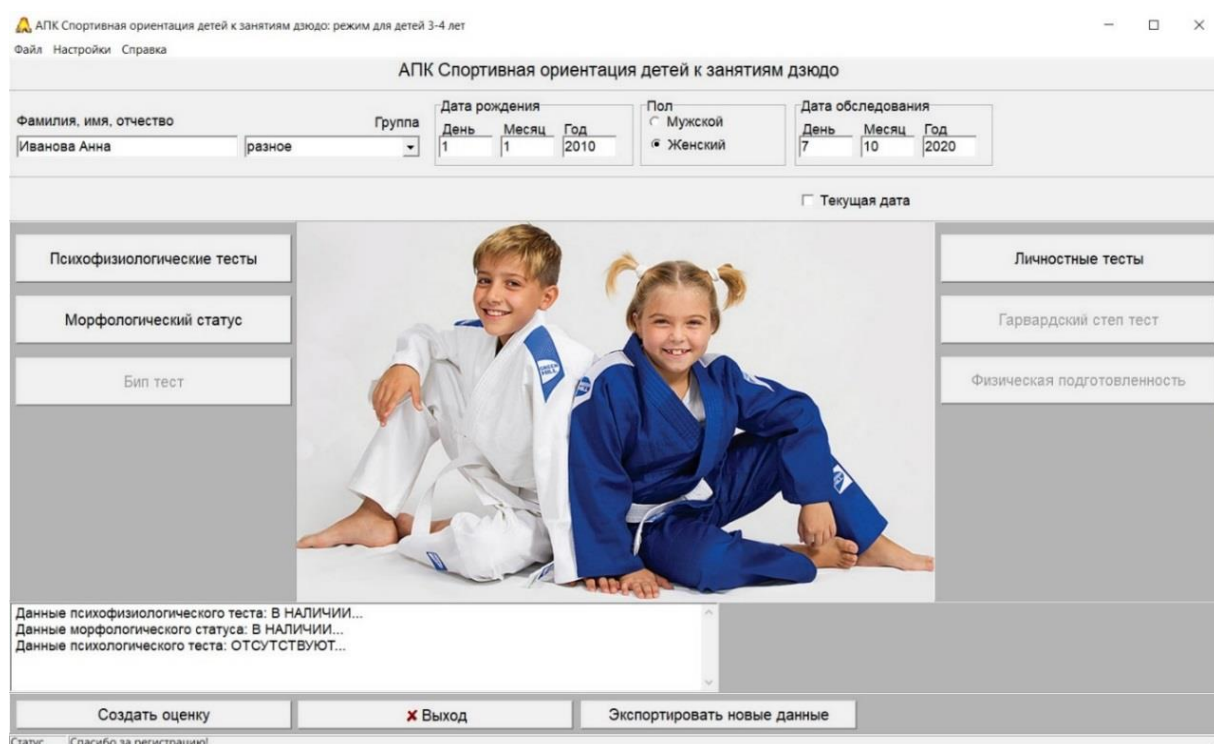 АПК Спортивная ориентация детей к занятиям дзюдо: режим для детей 3-4 лет
Файл Настройки Справка
АПК Спортивная ориентация детей к занятиям дзюдо
Фамилия, имя, отчество
Группа
Иванова Анна
разное
Дата рождения
День Месяц Год
1 1 2010
Пол
Мужской
Женский
Дата обследования
День Месяц Год
7 10 2020
Текущая дата
Психофизиологические тесты
Морфологический статус
Бип тест
GREEN HILL
Личностные тесты
Гарвардский степ тест
Физическая подготовленность
Данные психофизиологического теста: В НАЛИЧИИ...
Данные морфологического статуса: В НАЛИЧИИ...
Данные психологического теста: ОТСУТСТВУЮТ...
Создать оценку
Выход
Экспортировать новые данные
Статус Спасибо за регистрацию!